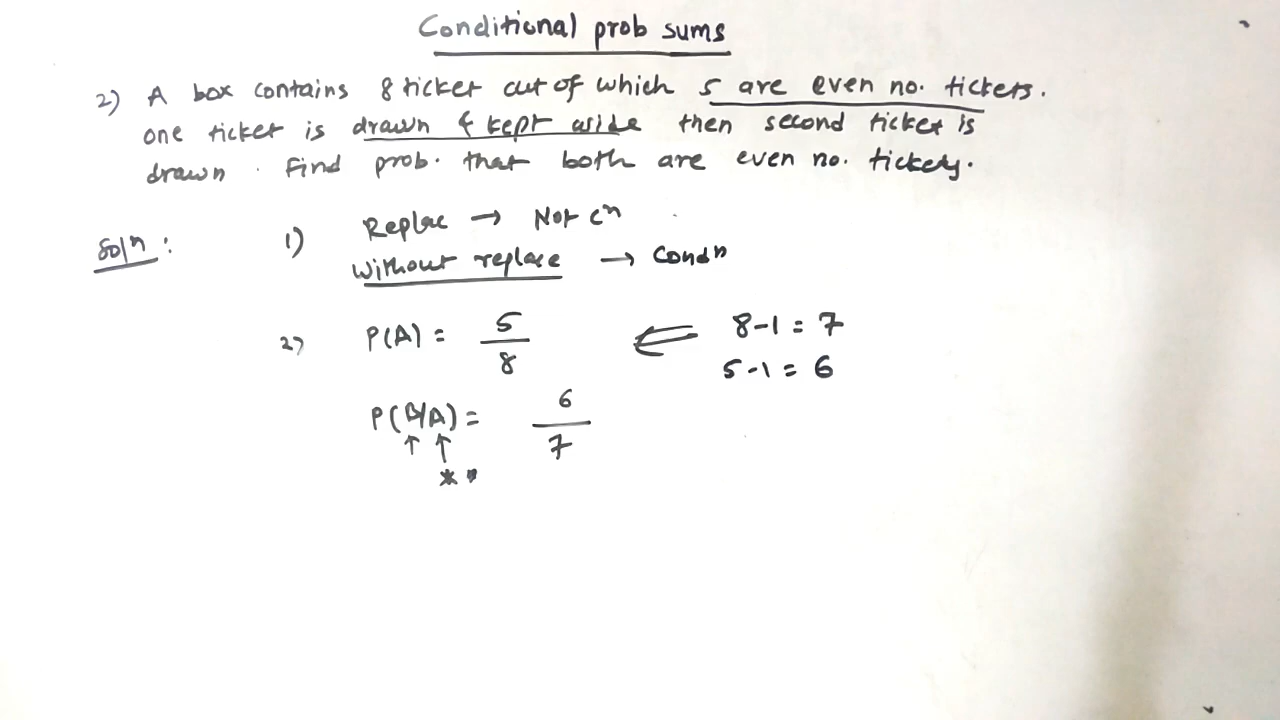 Conditional prob sums
2) A box contains 8 ticket out of which 5 are even no. tickets.
one ticket is drawn & kept aside then second ticket is
drawn. Find prob. that both are even no. tickets.
Soln: 1) Replac → Not cn
Without replace → Condn
2) P(A) = 5/8 ⇐ 8-1 = 7
5-1 = 6
P(B/A) = 6/7
↑ ↑
*